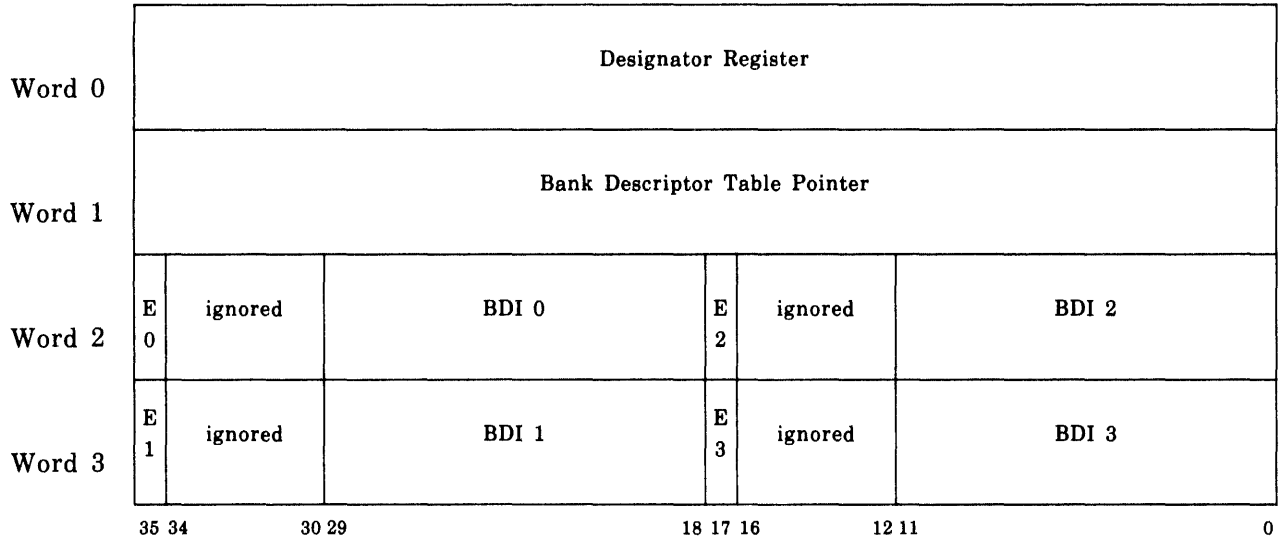 Word 0 Designator Register
Word 1 Bank Descriptor Table Pointer
Word 2 E 0 ignored BDI 0 E 2 ignored BDI 2
Word 3 E 1 ignored BDI 1 E 3 ignored BDI 3
35 34 30 29 18 17 16 12 11 0